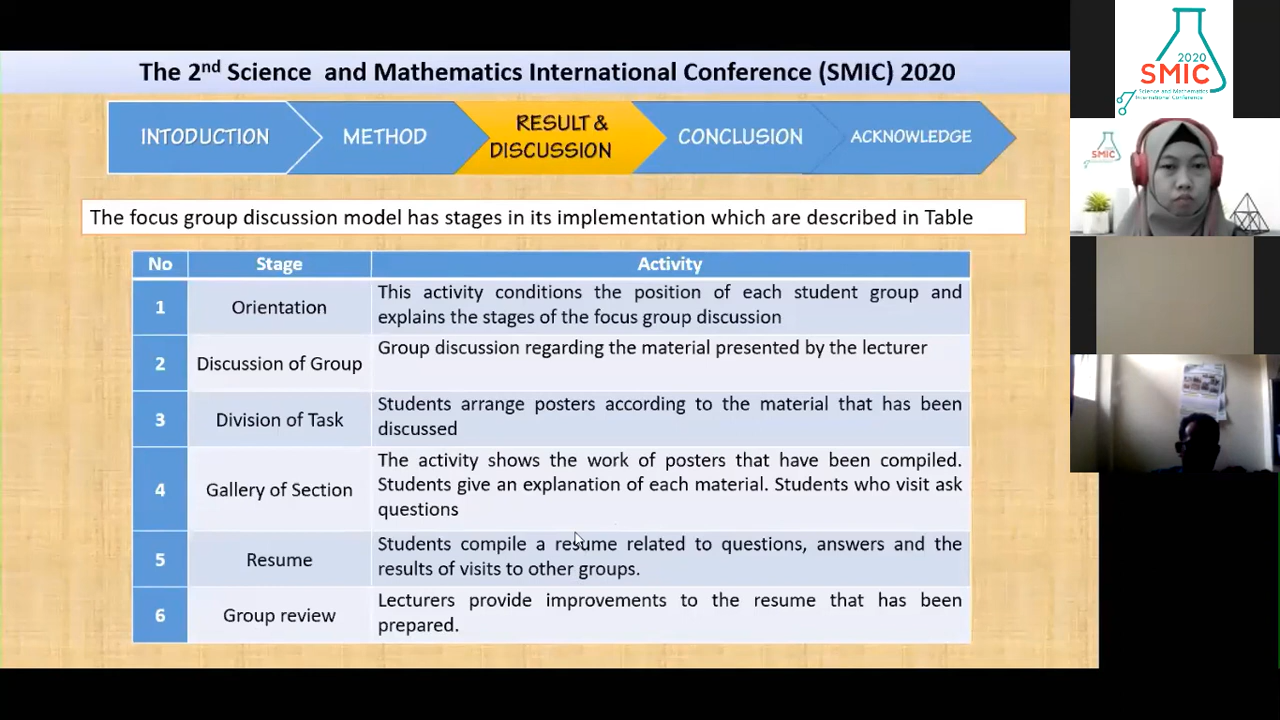 The 2nd Science and Mathematics International Conference (SMIC) 2020
INTODUCTION
METHOD
RESULT &
DISCUSSION
CONCLUSION
ACKNOWLEDGE
The focus group discussion model has stages in its implementation which are described in Table
No Stage Activity
1 Orientation This activity conditions the position of each student group and
explains the stages of the focus group discussion
2 Discussion of Group Group discussion regarding the material presented by the lecturer
3 Division of Task Students arrange posters according to the material that has been
discussed
4 Gallery of Section The activity shows the work of posters that have been compiled.
Students give an explanation of each material. Students who visit ask
questions
5 Resume Students compile a resume related to questions, answers and the
results of visits to other groups.
6 Group review Lecturers provide improvements to the resume that has been
prepared.
2020
SMIC
Science and Mathematics
International Conference
SMIC